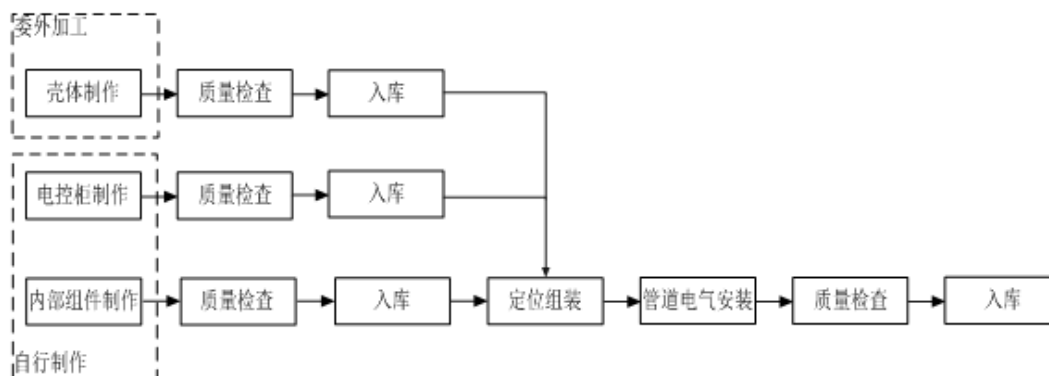 委外加工
壳体制作
质量检查
入库
电控柜制作
质量检查
入库
内部组件制作
质量检查
入库
定位组装
管道电气安装
质量检查
入库
自行制作